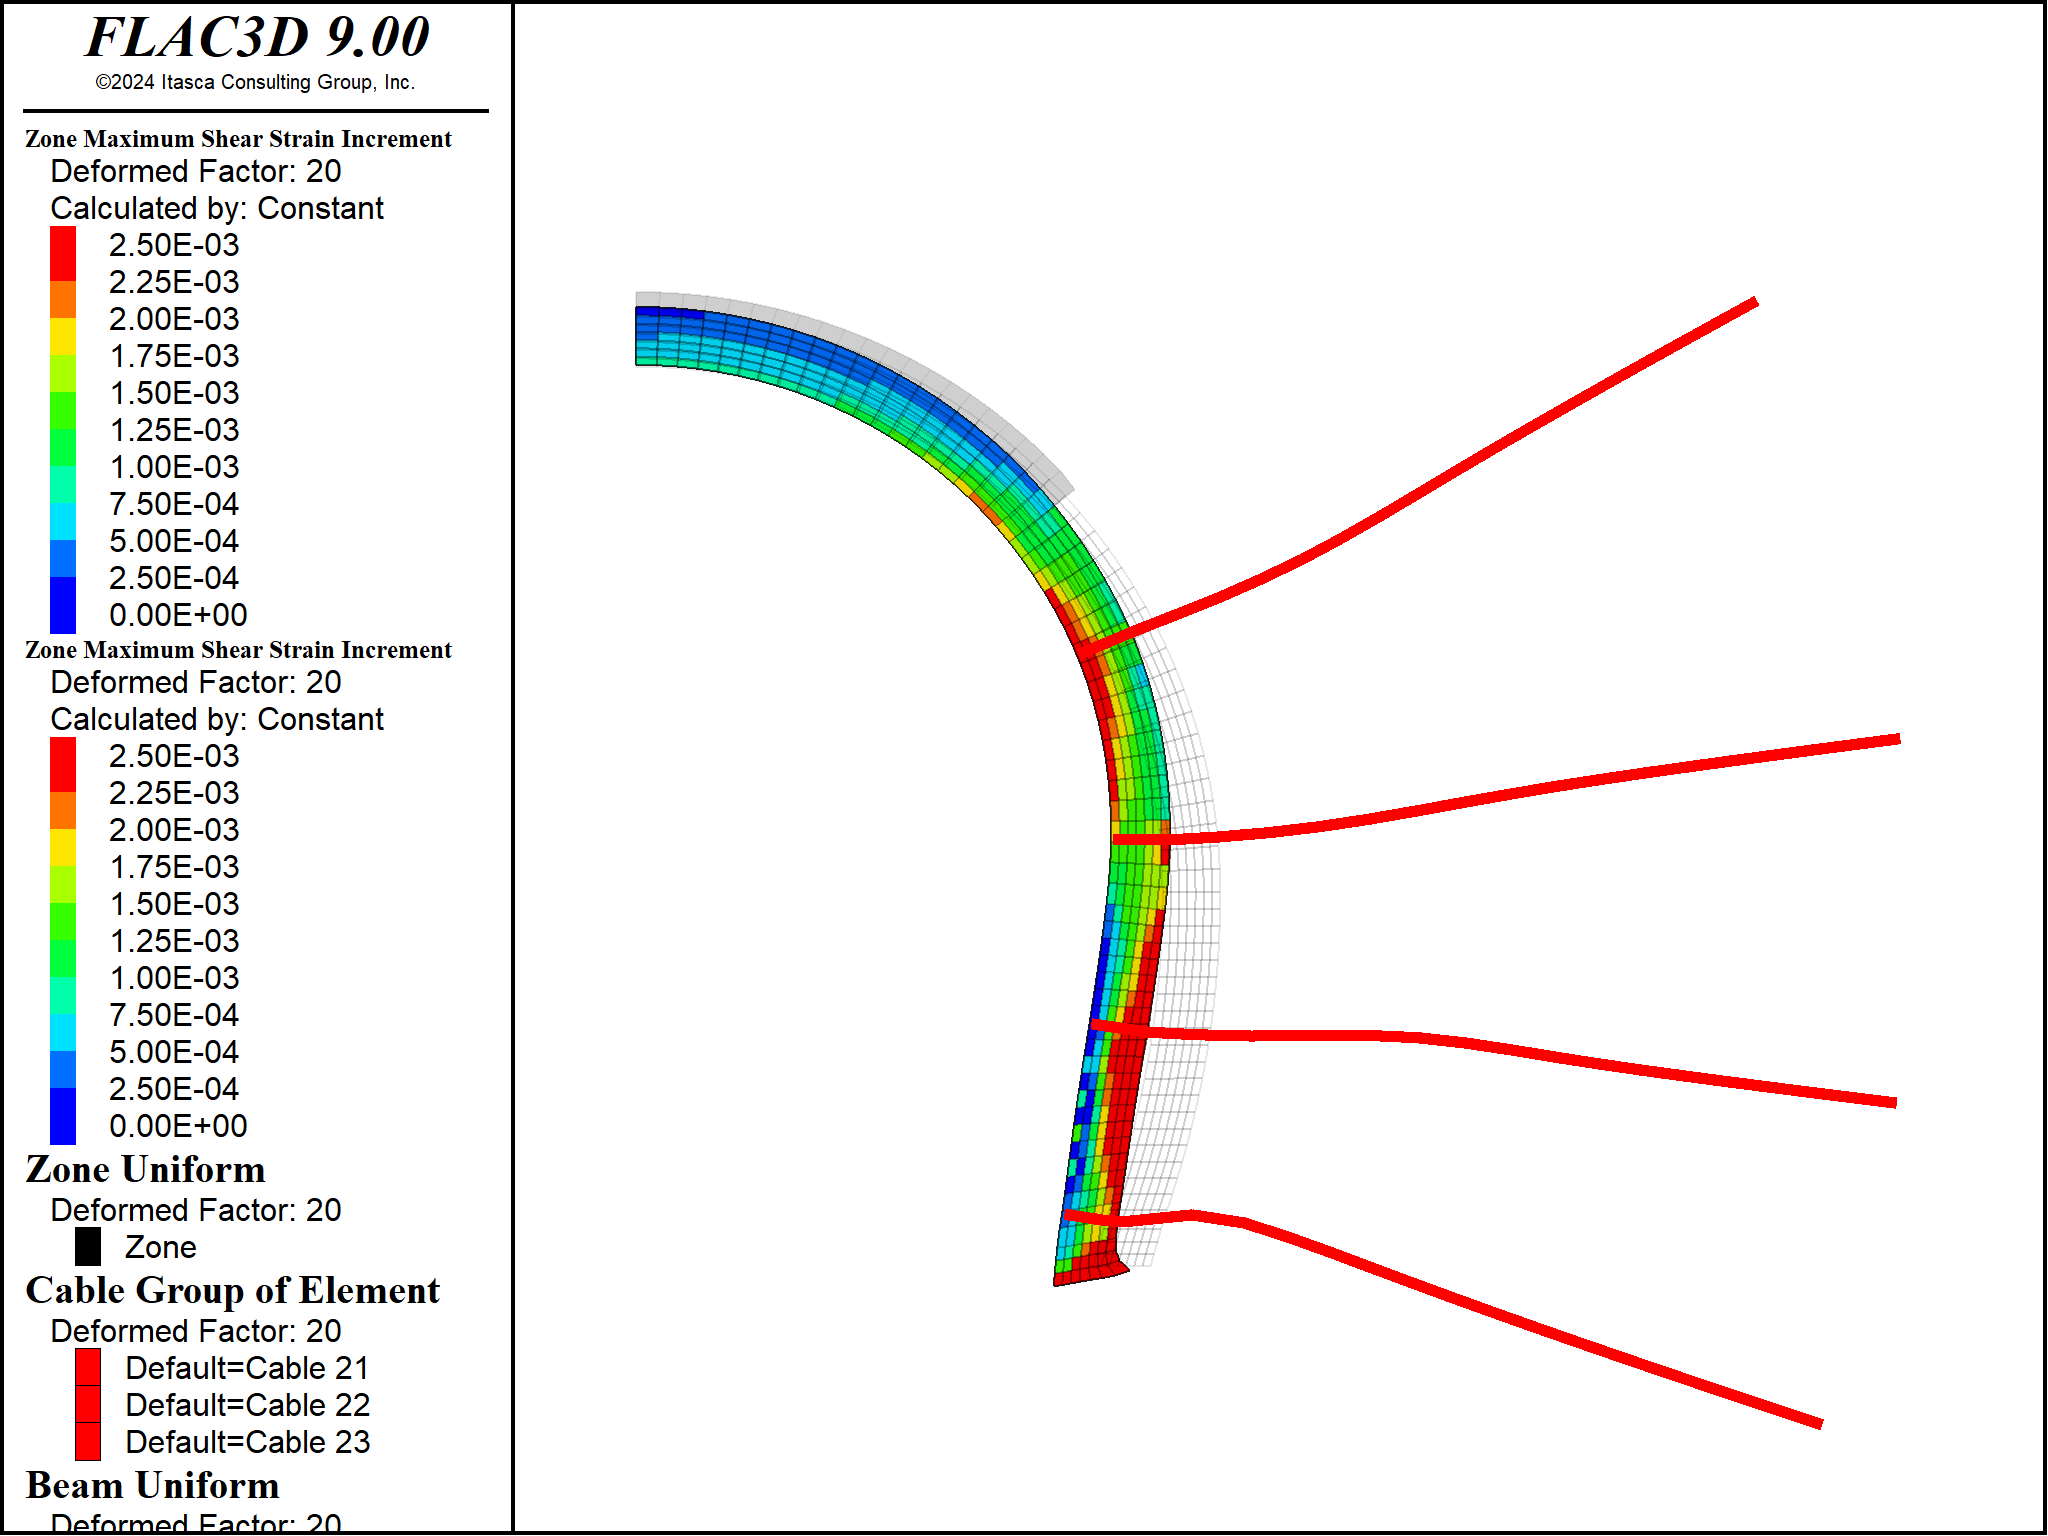 FLAC3D 9.00
©2024 Itasca Consulting Group, Inc.
Zone Maximum Shear Strain Increment
Deformed Factor: 20
Calculated by: Constant
2.50E-03
2.25E-03
2.00E-03
1.75E-03
1.50E-03
1.25E-03
1.00E-03
7.50E-04
5.00E-04
2.50E-04
0.00E+00
Zone Maximum Shear Strain Increment
Deformed Factor: 20
Calculated by: Constant
2.50E-03
2.25E-03
2.00E-03
1.75E-03
1.50E-03
1.25E-03
1.00E-03
7.50E-04
5.00E-04
2.50E-04
0.00E+00
Zone Uniform
Deformed Factor: 20
Zone
Cable Group of Element
Deformed Factor: 20
Default=Cable 21
Default=Cable 22
Default=Cable 23
Beam Uniform
Deformed Factor: 20